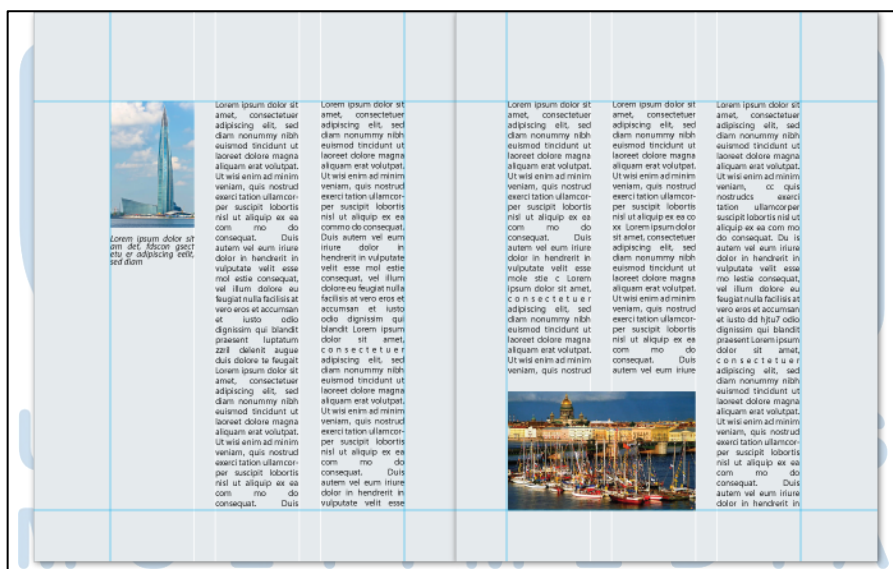 Lorem ipsum dolor sit
am det, fdscon gsect
etu er adipiscing eelit,
sed diam
Lorem ipsum dolor sit
amet, consectetuer
adipiscing elit, sed
diam nonummy nibh
euismod tincidunt ut
laoreet dolore magna
aliquam erat volutpat.
Ut wisi enim ad minim
veniam, quis nostrud
exerci tation ullamcor-
per suscipit lobortis
nisl ut aliquip ex ea
com mo do
consequat. Duis
autem vel eum iriure
dolor in hendrerit in
vulputate velit esse
mol estie consequat,
vel illum dolore eu
feugiat nulla facilisis at
vero eros et accumsan
et iusto odio
dignissim qui blandit
praesent luptatum
zzril delenit augue
duis dolore te feugait
Lorem ipsum dolor sit
amet, consectetuer
adipiscing elit, sed
diam nonummy nibh
euismod tincidunt ut
laoreet dolore magna
aliquam erat volutpat.
Ut wisi enim ad minim
veniam, quis nostrud
exerci tation ullamcor-
per suscipit lobortis
nisl ut aliquip ex ea
com mo do
consequat. Duis
Lorem ipsum dolor sit
amet, consectetuer
adipiscing elit, sed
diam nonummy nibh
euismod tincidunt ut
laoreet dolore magna
aliquam erat volutpat.
Ut wisi enim ad minim
veniam, quis nostrud
exerci tation ullamcor-
per suscipit lobortis
nisl ut aliquip ex ea
commo do consequat.
Duis autem vel eum
iriure dolor in
hendrerit in vulputate
velit esse mol estie
consequat, vel illum
dolore eu feugiat nulla
facilisis at vero eros et
accumsan et iusto
odio dignissim qui
blandit Lorem ipsum
dolor sit amet,
consectetuer
adipiscing elit, sed
diam nonummy nibh
euismod tincidunt ut
laoreet dolore magna
aliquam erat volutpat.
Ut wisi enim ad minim
veniam, quis nostrud
exerci tation ullamcor-
per suscipit lobortis
nisl ut aliquip ex ea
com mo do
consequat. Duis
autem vel eum iriure
dolor in hendrerit in
vulputate velit esse
Lorem ipsum dolor sit
amet, consectetuer
adipiscing elit, sed
diam nonummy nibh
euismod tincidunt ut
laoreet dolore magna
aliquam erat volutpat.
Ut wisi enim ad minim
veniam, quis nostrud
exerci tation ullamcor-
per suscipit lobortis
nisl ut aliquip ex ea
com mo do
consequat. Duis
autem vel eum iriure
dolor in hendrerit in
vulputate velit esse
mole stie c Lorem
ipsum dolor sit amet,
consectetuer
adipiscing elit, sed
diam nonummy nibh
euismod tincidunt ut
laoreet dolore magna
aliquam erat volutpat.
Ut wisi enim ad minim
veniam, quis nostrud
Lorem ipsum dolor sit
amet, consectetuer
adipiscing elit, sed
diam nonummy nibh
euismod tincidunt ut
laoreet dolore magna
aliquam erat volutpat.
Ut wisi enim ad minim
veniam, quis nostrud
exerci tation ullamcor-
per suscipit lobortis
nisl ut aliquip ex ea co
xx Lorem ipsum dolor
sit amet, consectetuer
adipiscing elit, sed
diam nonummy nibh
euismod tincidunt ut
laoreet dolore magna
aliquam erat volutpat.
Ut wisi enim ad minim
veniam, quis nostrud
exerci tation ullamcor-
per suscipit lobortis
nisl ut aliquip ex ea
com mo do
consequat. Duis
autem vel eum iriure
Lorem ipsum dolor sit
amet, consectetuer
adipiscing elit, sed
diam nonummy nibh
euismod tincidunt ut
laoreet dolore magna
aliquam erat volutpat.
Ut wisi enim ad minim
veniam, cc quis
nostrudcs exerci
tation ullamcorper
suscipit lobortis nisl ut
aliquip ex ea com mo
do consequat. Du is
autem vel eum iriure
dolor in hendrerit in
vulputate velit esse
mo lestie consequat,
vel illum dolore eu
feugiat nulla facilisis at
vero eros et accumsan
et iusto dd hjtu7 odio
dignissim qui blandit
praesent Lorem ipsum
dolor sit amet,
consectetuer
adipiscing elit, sed
diam nonummy nibh
euismod tincidunt ut
laoreet dolore magna
aliquam erat volutpat.
Ut wisi enim ad minim
veniam, quis nostrud
exerci tation ullamcor-
per suscipit lobortis
nisl ut aliquip ex ea
com mo do
consequat. Duis
autem vel eum iriure
dolor in hendrerit in